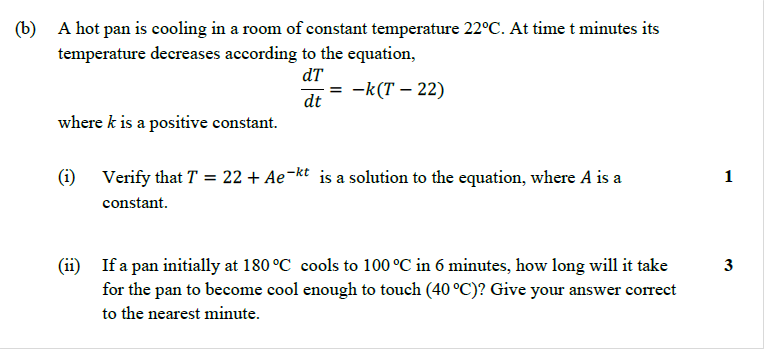 (b) A hot pan is cooling in a room of constant temperature 22°C. At time t minutes its
temperature decreases according to the equation,
dT/dt = −k(T − 22)
where k is a positive constant.
(i) Verify that T = 22 + Ae^−kt is a solution to the equation, where A is a 1
constant.
(ii) If a pan initially at 180 °C cools to 100 °C in 6 minutes, how long will it take 3
for the pan to become cool enough to touch (40 °C)? Give your answer correct
to the nearest minute.